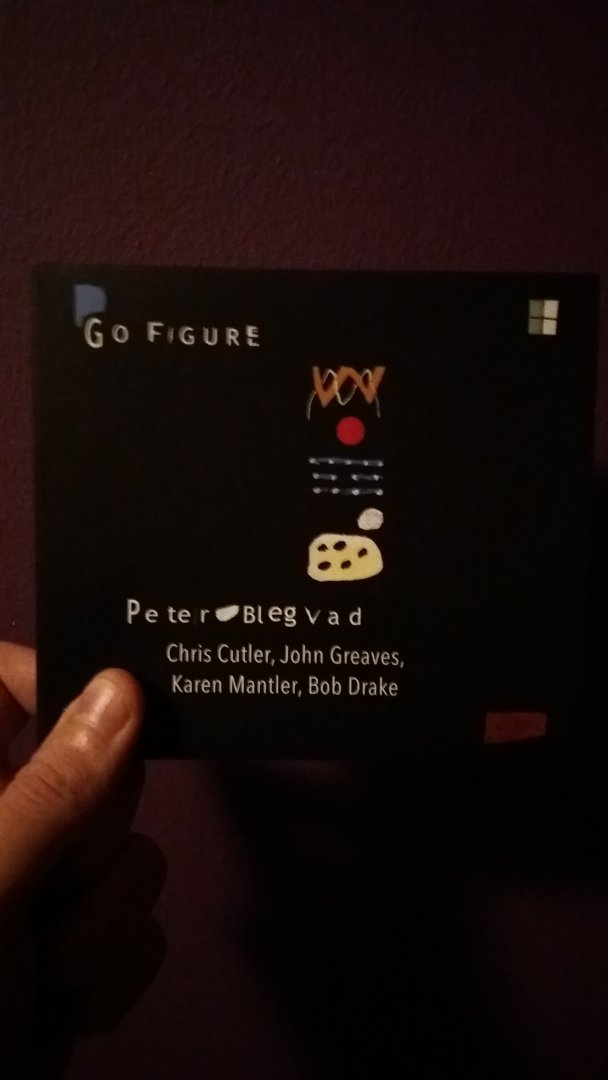 Go FiGURE
Peter Blegvad
Chris Cutler, John Greaves,
Karen Mantler, Bob Drake